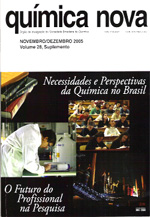 química nova
NOVEMBRO/DEZEMBRO 2005
Volume 28, Suplemento
Necessidades e Perspectivas
da Química no Brasil
O Futuro do
Profissional
na Pesquisa